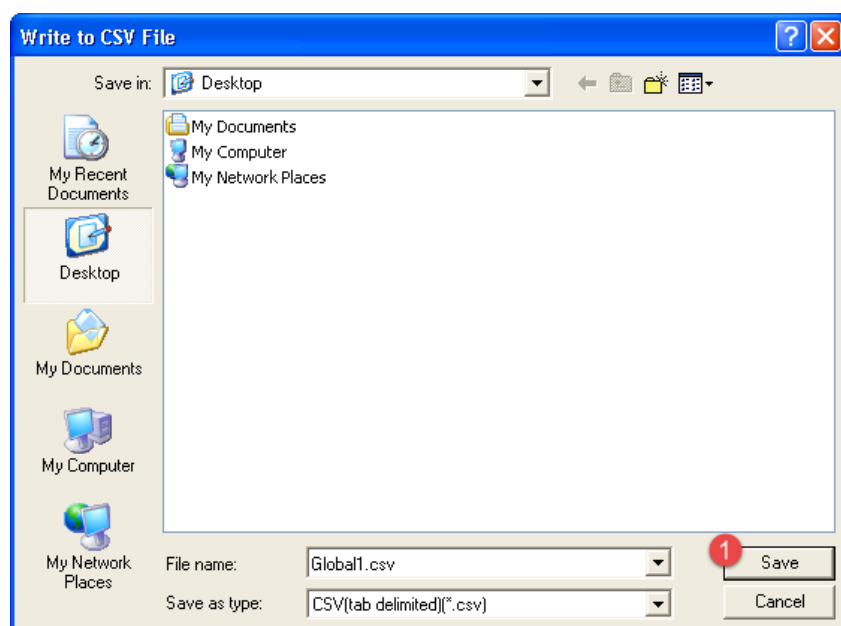 Write to CSV File
Save in:
Desktop
My Documents
My Computer
My Network Places
My Recent
Documents
Desktop
My Documents
My Computer
My Network
Places
File name:
Global1.csv
1
Save
Save as type:
CSV(tab delimited)(*.csv)
Cancel